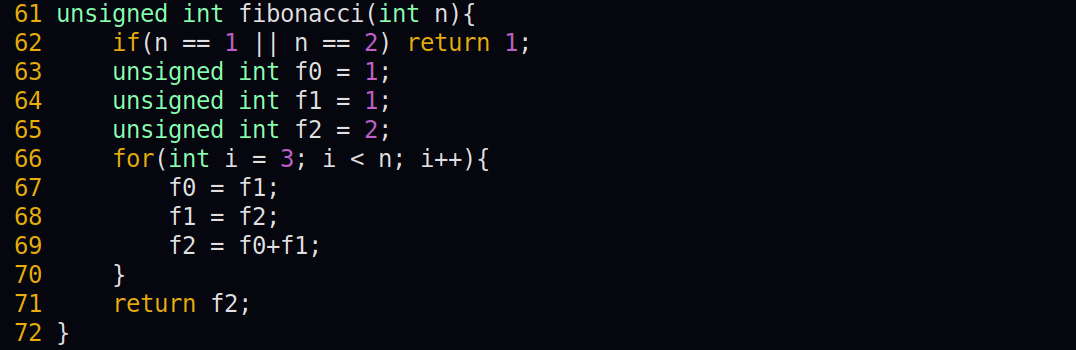 61 unsigned int fibonacci(int n){
62     if(n == 1 || n == 2) return 1;
63     unsigned int f0 = 1;
64     unsigned int f1 = 1;
65     unsigned int f2 = 2;
66     for(int i = 3; i < n; i++){
67         f0 = f1;
68         f1 = f2;
69         f2 = f0+f1;
70     }
71     return f2;
72 }